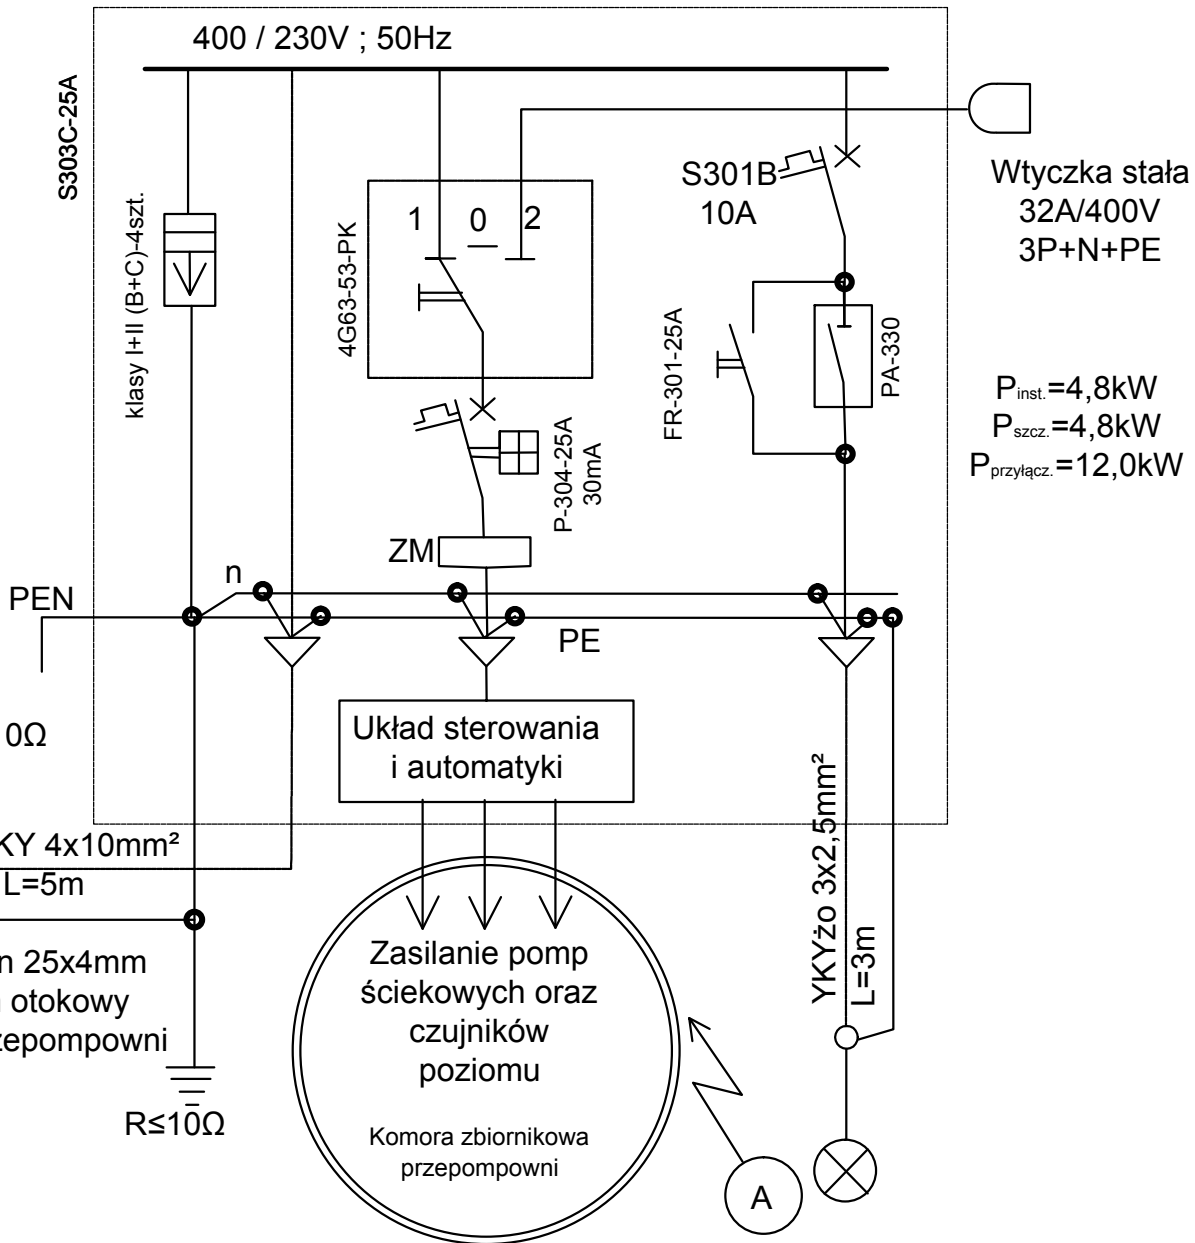 400 / 230V ; 50Hz
S303C-25A
klasy I+II (B+C)-4szt.
1 0 2
4G63-53-PK
S301B
10A
Wtyczka stała
32A/400V
3P+N+PE
FR-301-25A
PA-330
Pinst.=4,8kW
Pszcz.=4,8kW
Pprzyłącz.=12,0kW
P-304-25A
30mA
ZM
n
PEN
PE
0Ω
Układ sterowania
i automatyki
KY 4x10mm²
L=5m
n 25x4mm
otokowy
zepompowni
R≤10Ω
Zasilanie pomp
ściekowych oraz
czujników
poziomu
Komora zbiornikowa
przepompowni
YKYżo 3x2,5mm²
L=3m
A